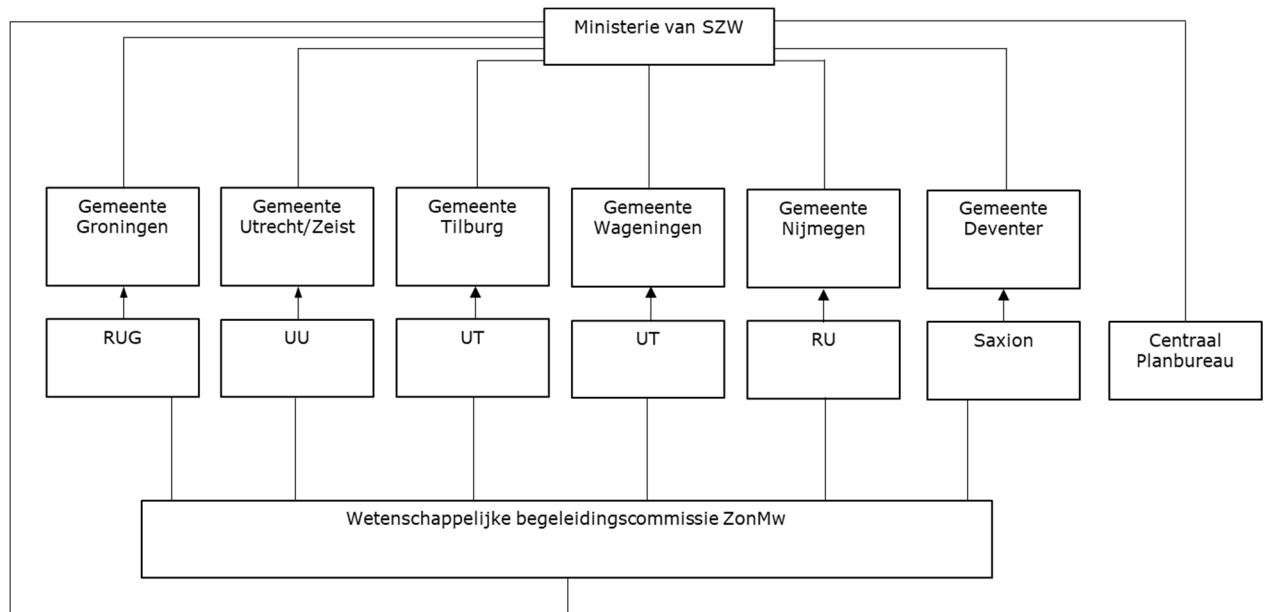 Ministerie van SZW
Gemeente
Groningen
Gemeente
Utrecht/Zeist
Gemeente
Tilburg
Gemeente
Wageningen
Gemeente
Nijmegen
Gemeente
Deventer
RUG
UU
UT
UT
RU
Saxion
Centraal
Planbureau
Wetenschappelijke begeleidingscommissie ZonMw